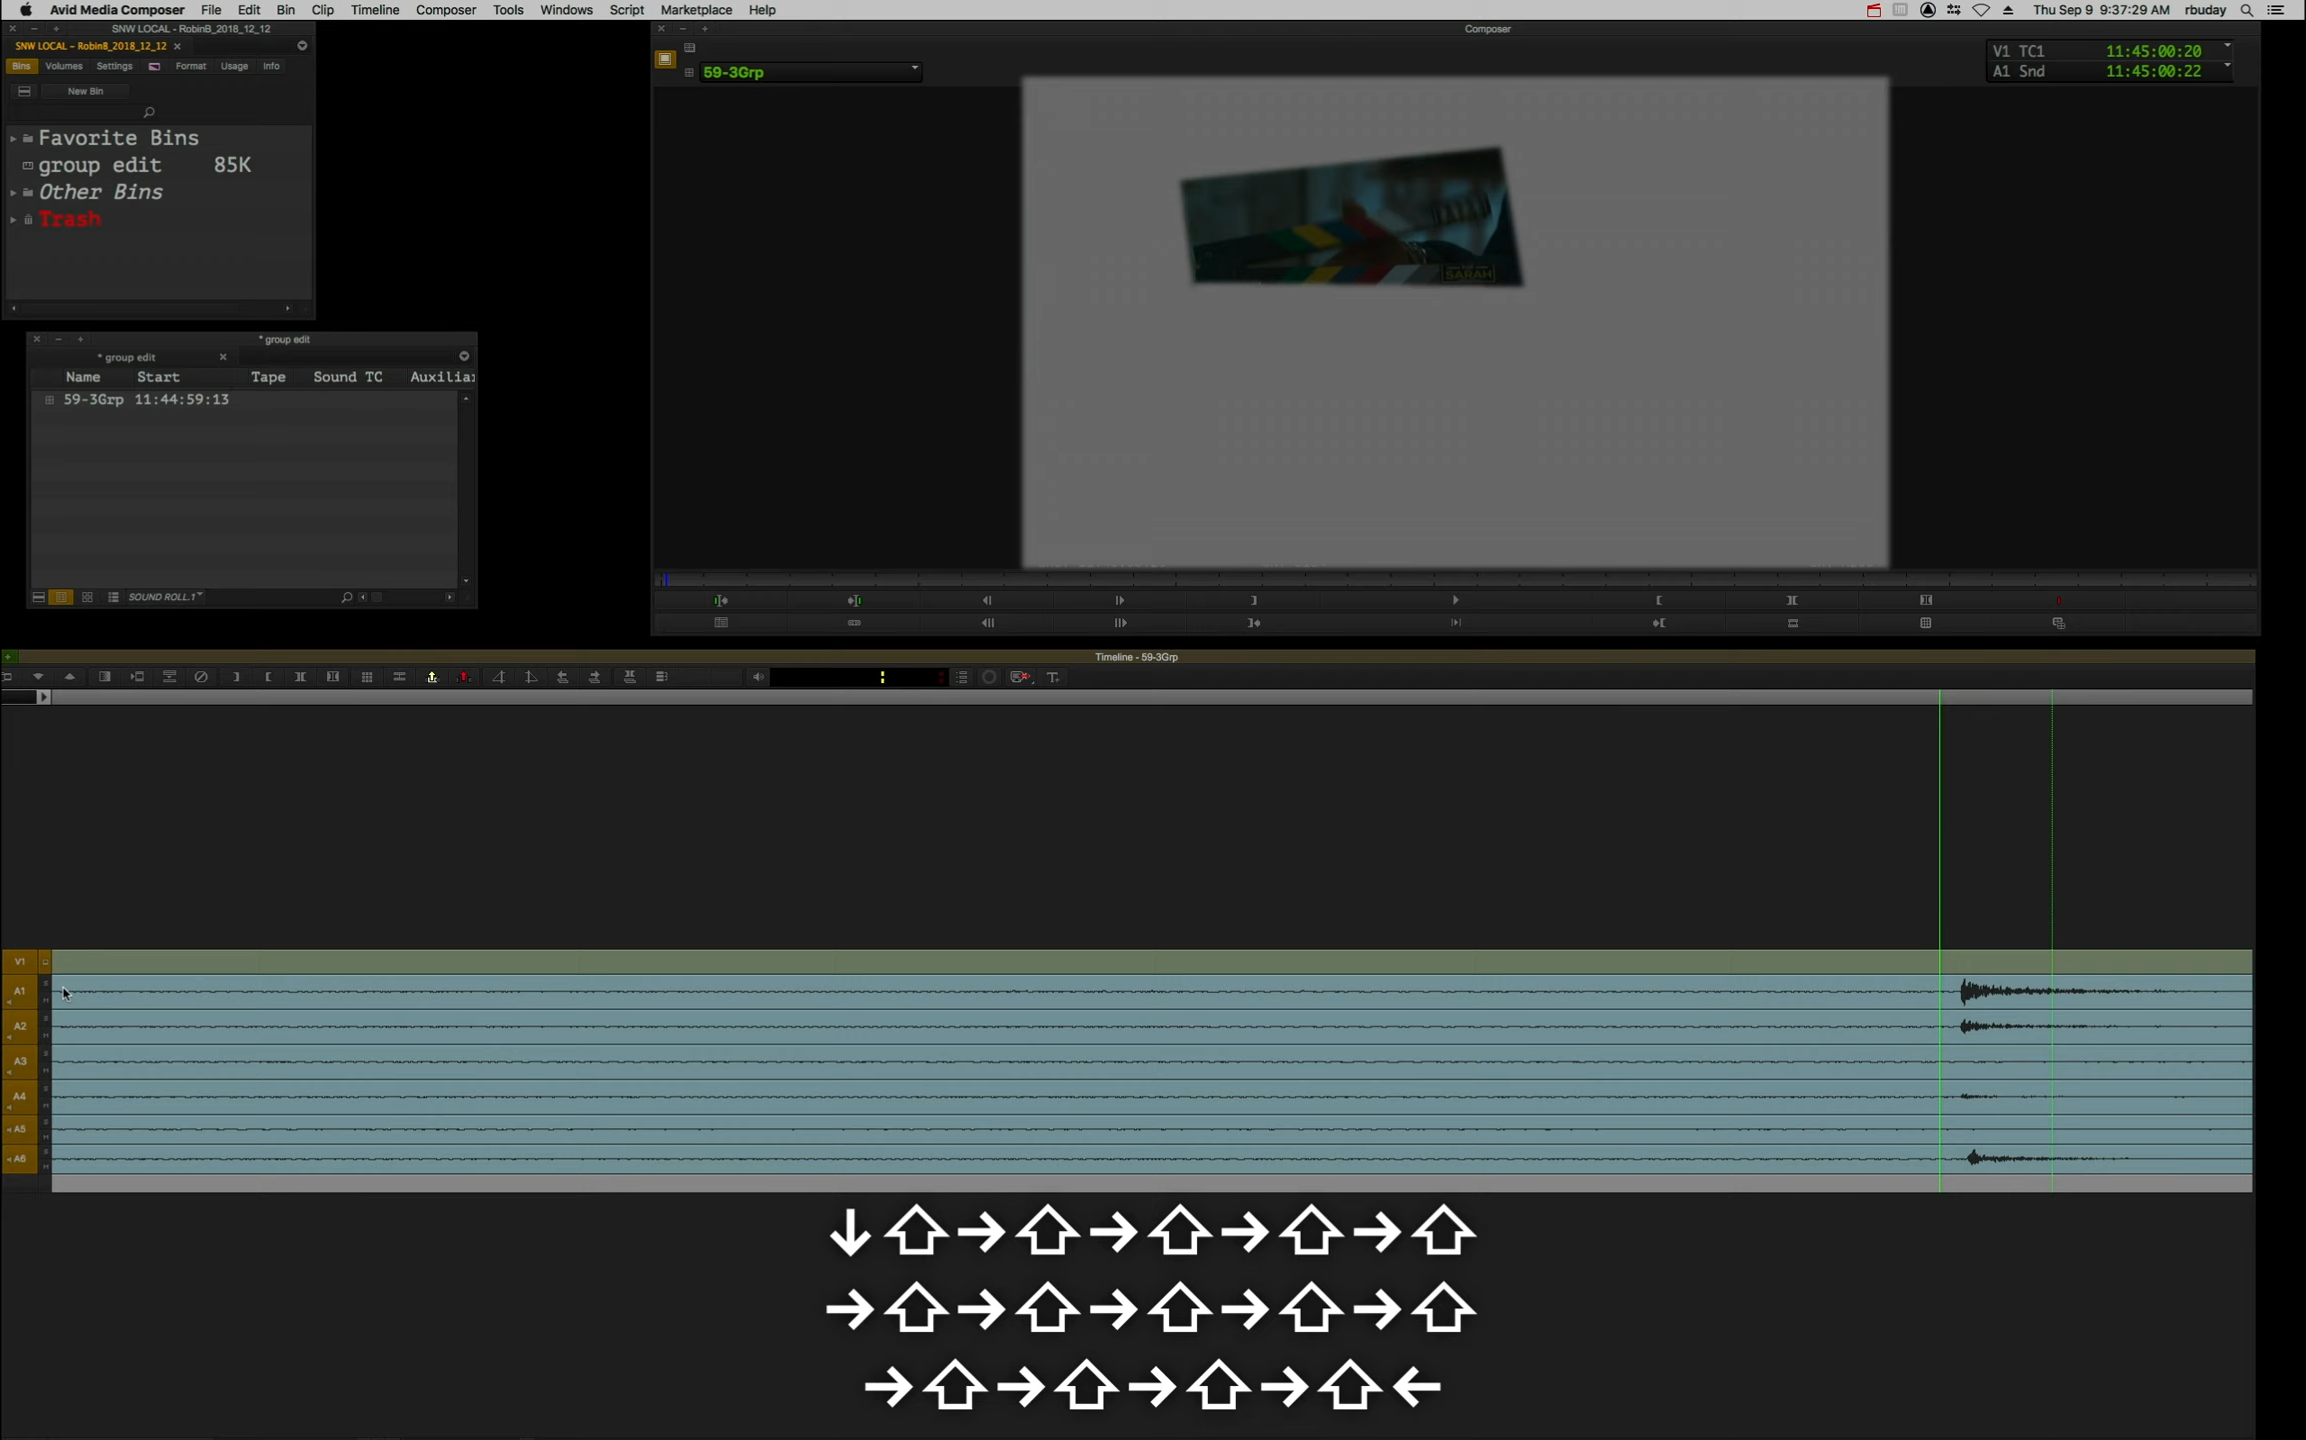 Avid Media Composer File Edit Bin Clip Timeline Composer Tools Windows Script Marketplace Help Thu Sep 9 9:37:29 AM rbuday
SNW LOCAL - RobinB_2018_12_12
SNW LOCAL - RobinB_2018_12_12
Bins Volumes Settings Format Usage Info
New Bin
Favorite Bins
group edit 85K
Other Bins
Trash
* group edit
* group edit
Name Start Tape Sound TC Auxiliar
59-3Grp 11:44:59:13
SOUND ROLL.1
Composer
59-3Grp
V1 TC1 11:45:00:20
A1 Snd 11:45:00:22
SARAH
Timeline - 59-3Grp
V1
A1
A2
A3
A4
A5
A6